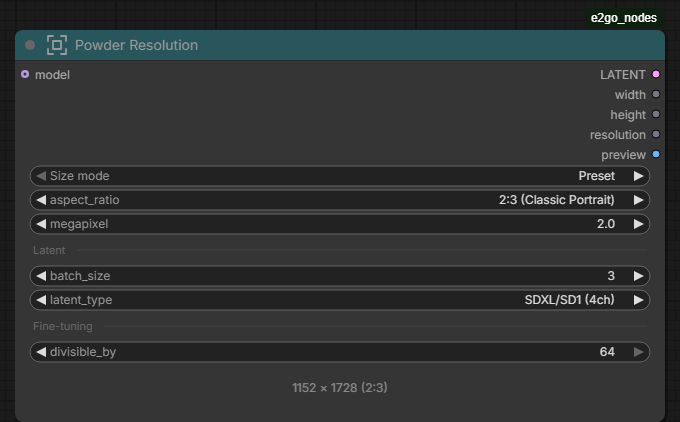 e2go_nodes
Powder Resolution
model
LATENT
width
height
resolution
preview
Size mode Preset
aspect_ratio 2:3 (Classic Portrait)
megapixel 2.0
Latent
batch_size 3
latent_type SDXL/SD1 (4ch)
Fine-tuning
divisible_by 64
1152 × 1728 (2:3)